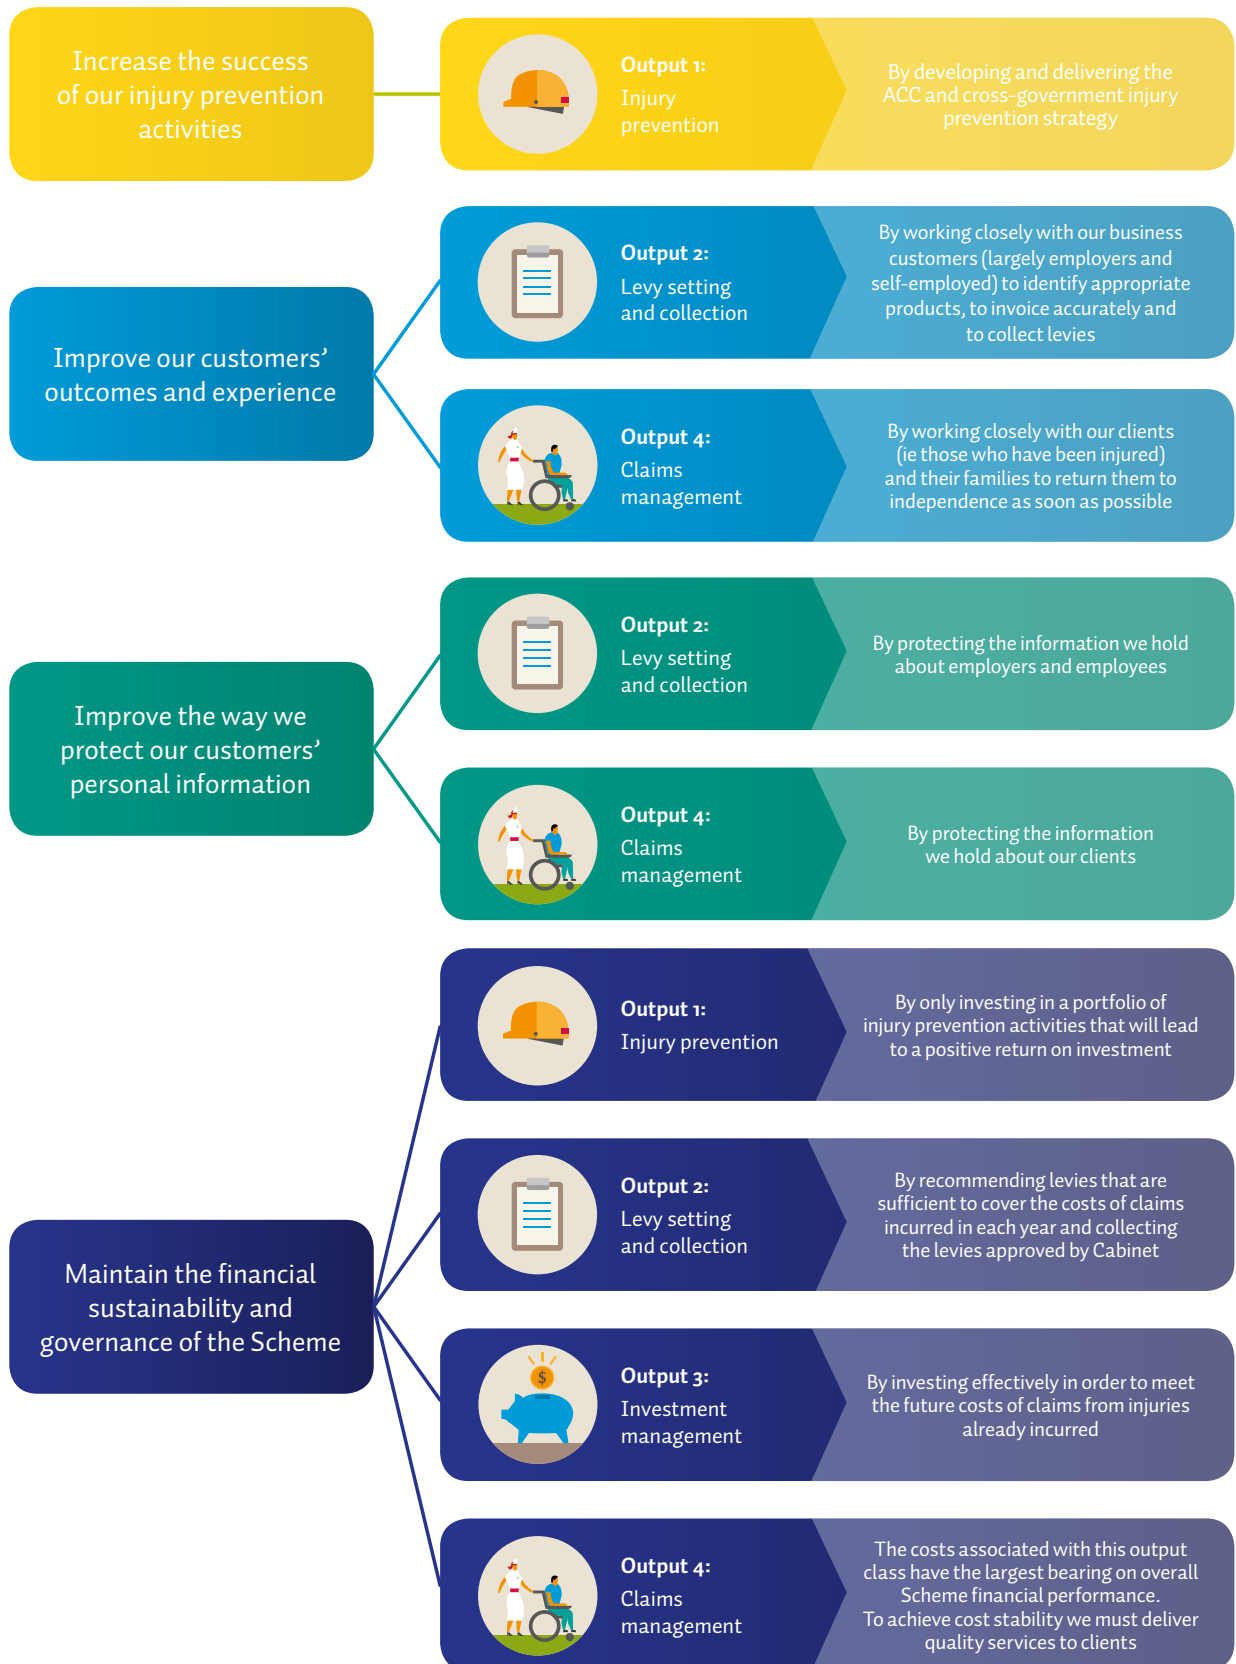 Increase the success
of our injury prevention
activities
Output 1:
Injury
prevention
By developing and delivering the
ACC and cross-government injury
prevention strategy
Improve our customers’
outcomes and experience
Output 2:
Levy setting
and collection
By working closely with our business
customers (largely employers and
self-employed) to identify appropriate
products, to invoice accurately and
to collect levies
Output 4:
Claims
management
By working closely with our clients
(ie those who have been injured)
and their families to return them to
independence as soon as possible
Improve the way we
protect our customers’
personal information
Output 2:
Levy setting
and collection
By protecting the information we hold
about employers and employees
Output 4:
Claims
management
By protecting the information
we hold about our clients
Maintain the financial
sustainability and
governance of the Scheme
Output 1:
Injury prevention
By only investing in a portfolio of
injury prevention activities that will lead
to a positive return on investment
Output 2:
Levy setting
and collection
By recommending levies that are
sufficient to cover the costs of claims
incurred in each year and collecting
the levies approved by Cabinet
$
Output 3:
Investment
management
By investing effectively in order to meet
the future costs of claims from injuries
already incurred
Output 4:
Claims
management
The costs associated with this output
class have the largest bearing on overall
Scheme financial performance.
To achieve cost stability we must deliver
quality services to clients